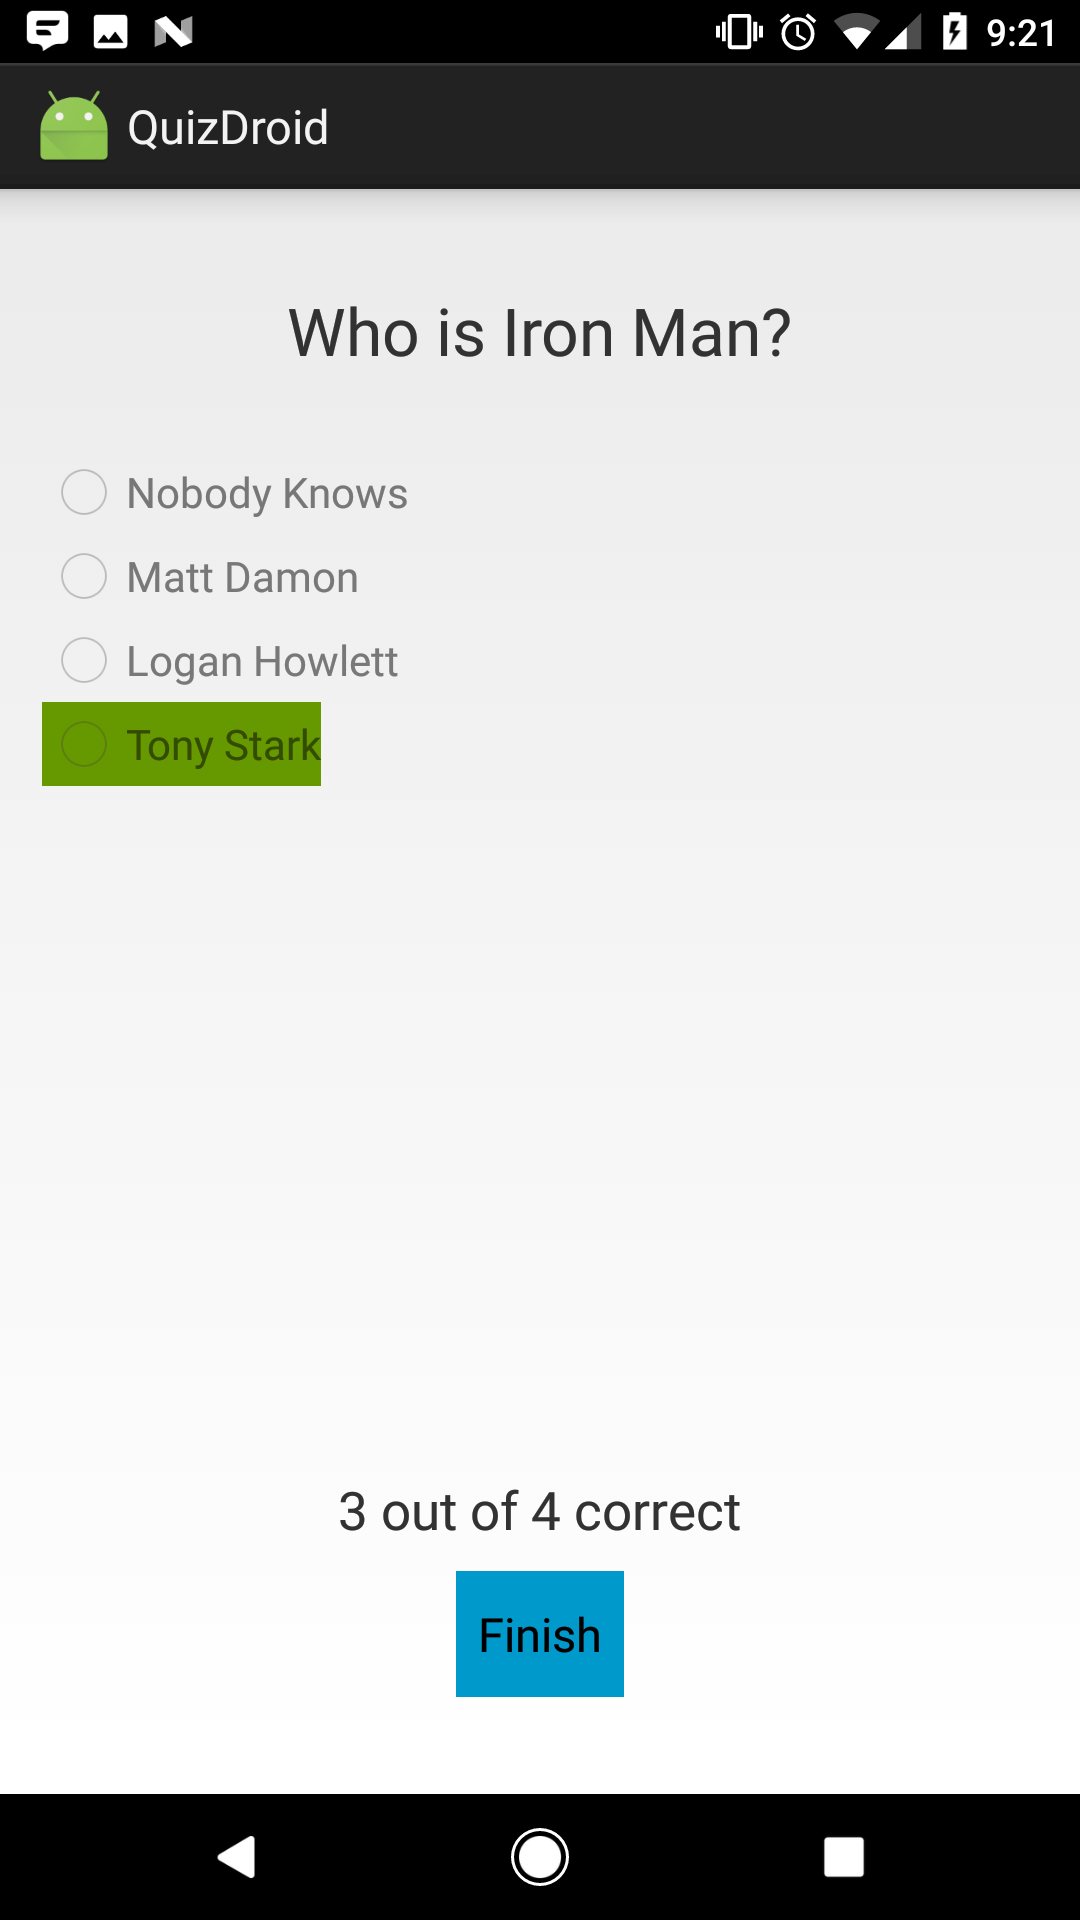 9:21
QuizDroid
Who is Iron Man?
Nobody Knows
Matt Damon
Logan Howlett
Tony Stark
3 out of 4 correct
Finish